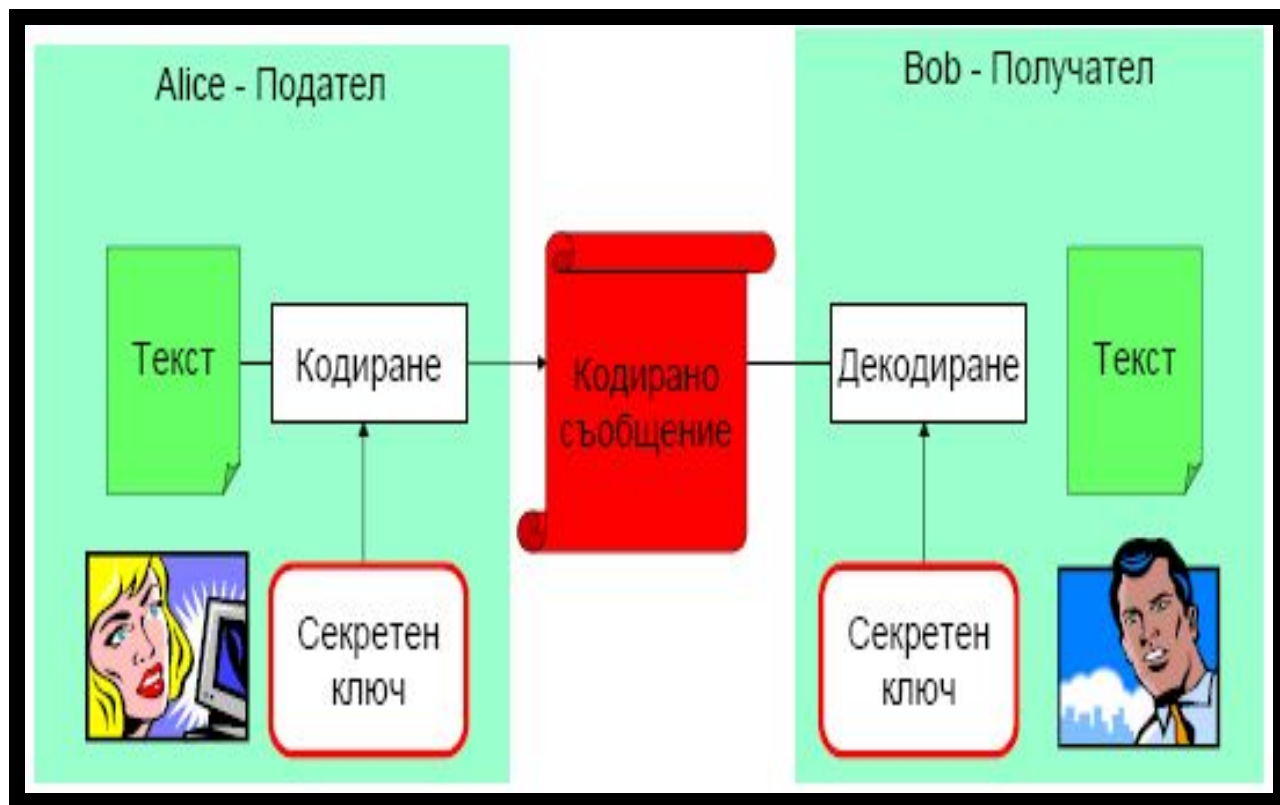 Alice - Подател
Bob - Получател
Текст
Кодиране
Кодирано
съобщение
Декодиране
Текст
Секретен
ключ
Секретен
ключ